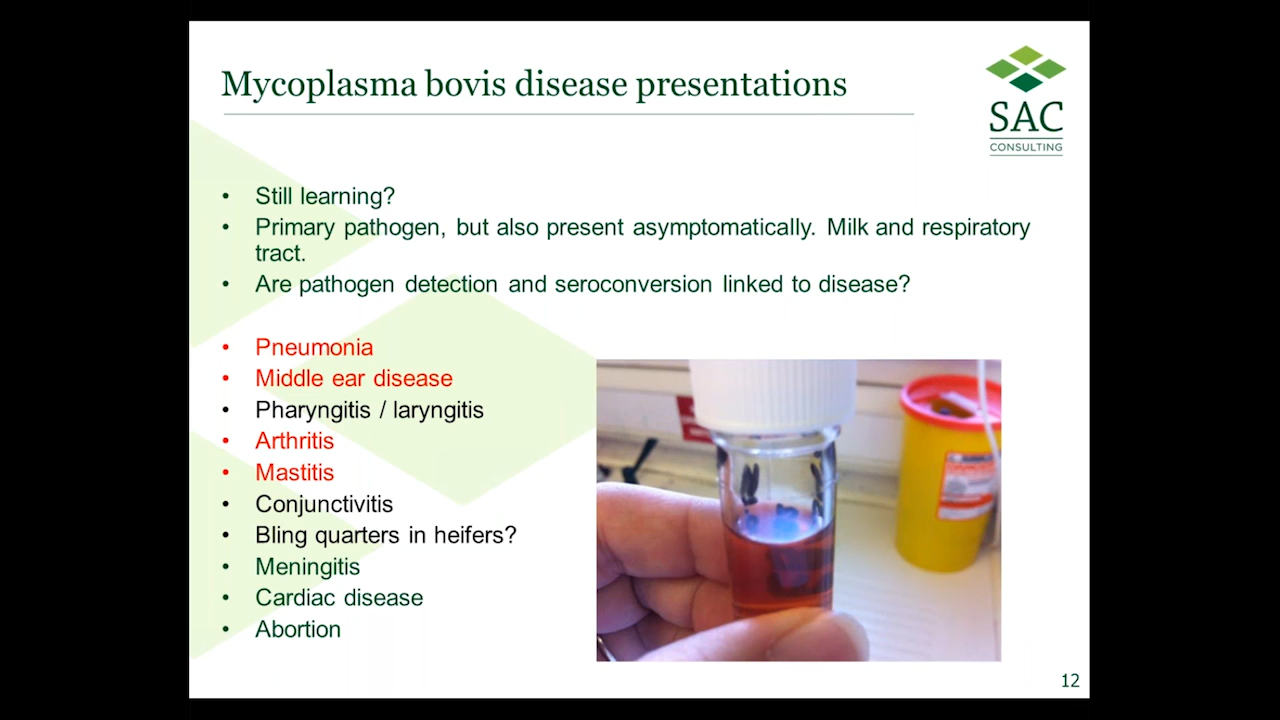 Mycoplasma bovis disease presentations
SAC
CONSULTING
• Still learning?
• Primary pathogen, but also present asymptomatically. Milk and respiratory
tract.
• Are pathogen detection and seroconversion linked to disease?
• Pneumonia
• Middle ear disease
• Pharyngitis / laryngitis
• Arthritis
• Mastitis
• Conjunctivitis
• Bling quarters in heifers?
• Meningitis
• Cardiac disease
• Abortion
12